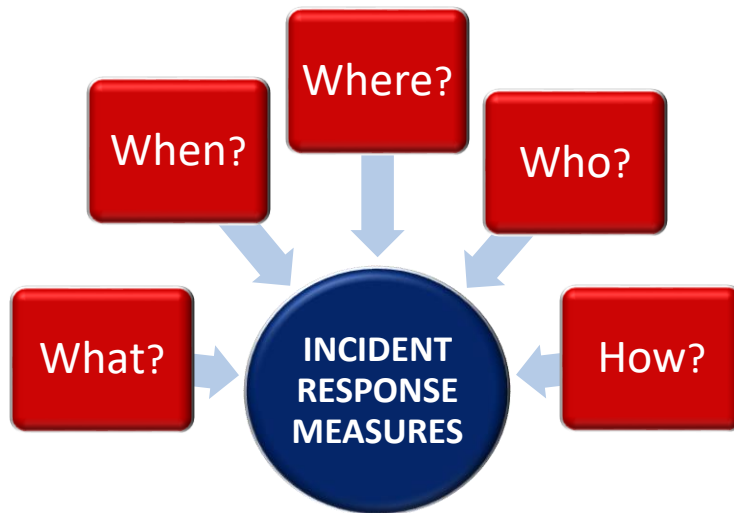 What?
When?
Where?
Who?
How?
INCIDENT
RESPONSE
MEASURES